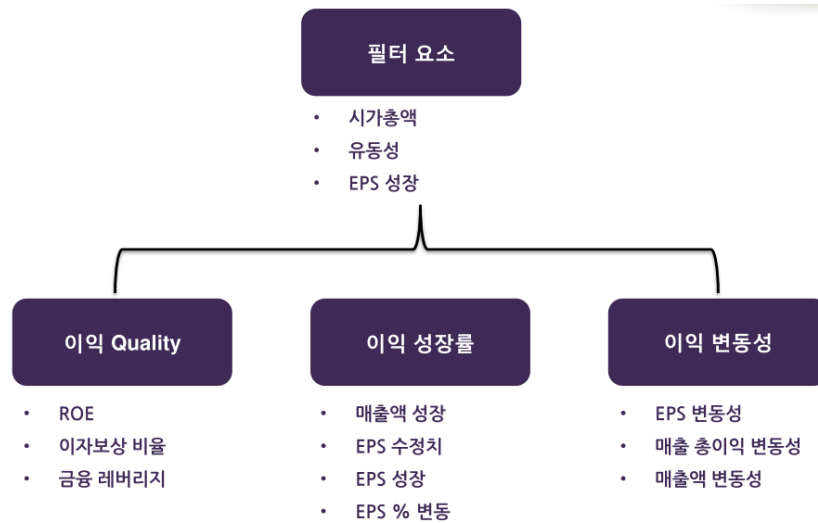 필터 요소
• 시가총액
• 유동성
• EPS 성장
이익 Quality
• ROE
• 이자보상 비율
• 금융 레버리지
이익 성장률
• 매출액 성장
• EPS 수정치
• EPS 성장
• EPS % 변동
이익 변동성
• EPS 변동성
• 매출 총이익 변동성
• 매출액 변동성